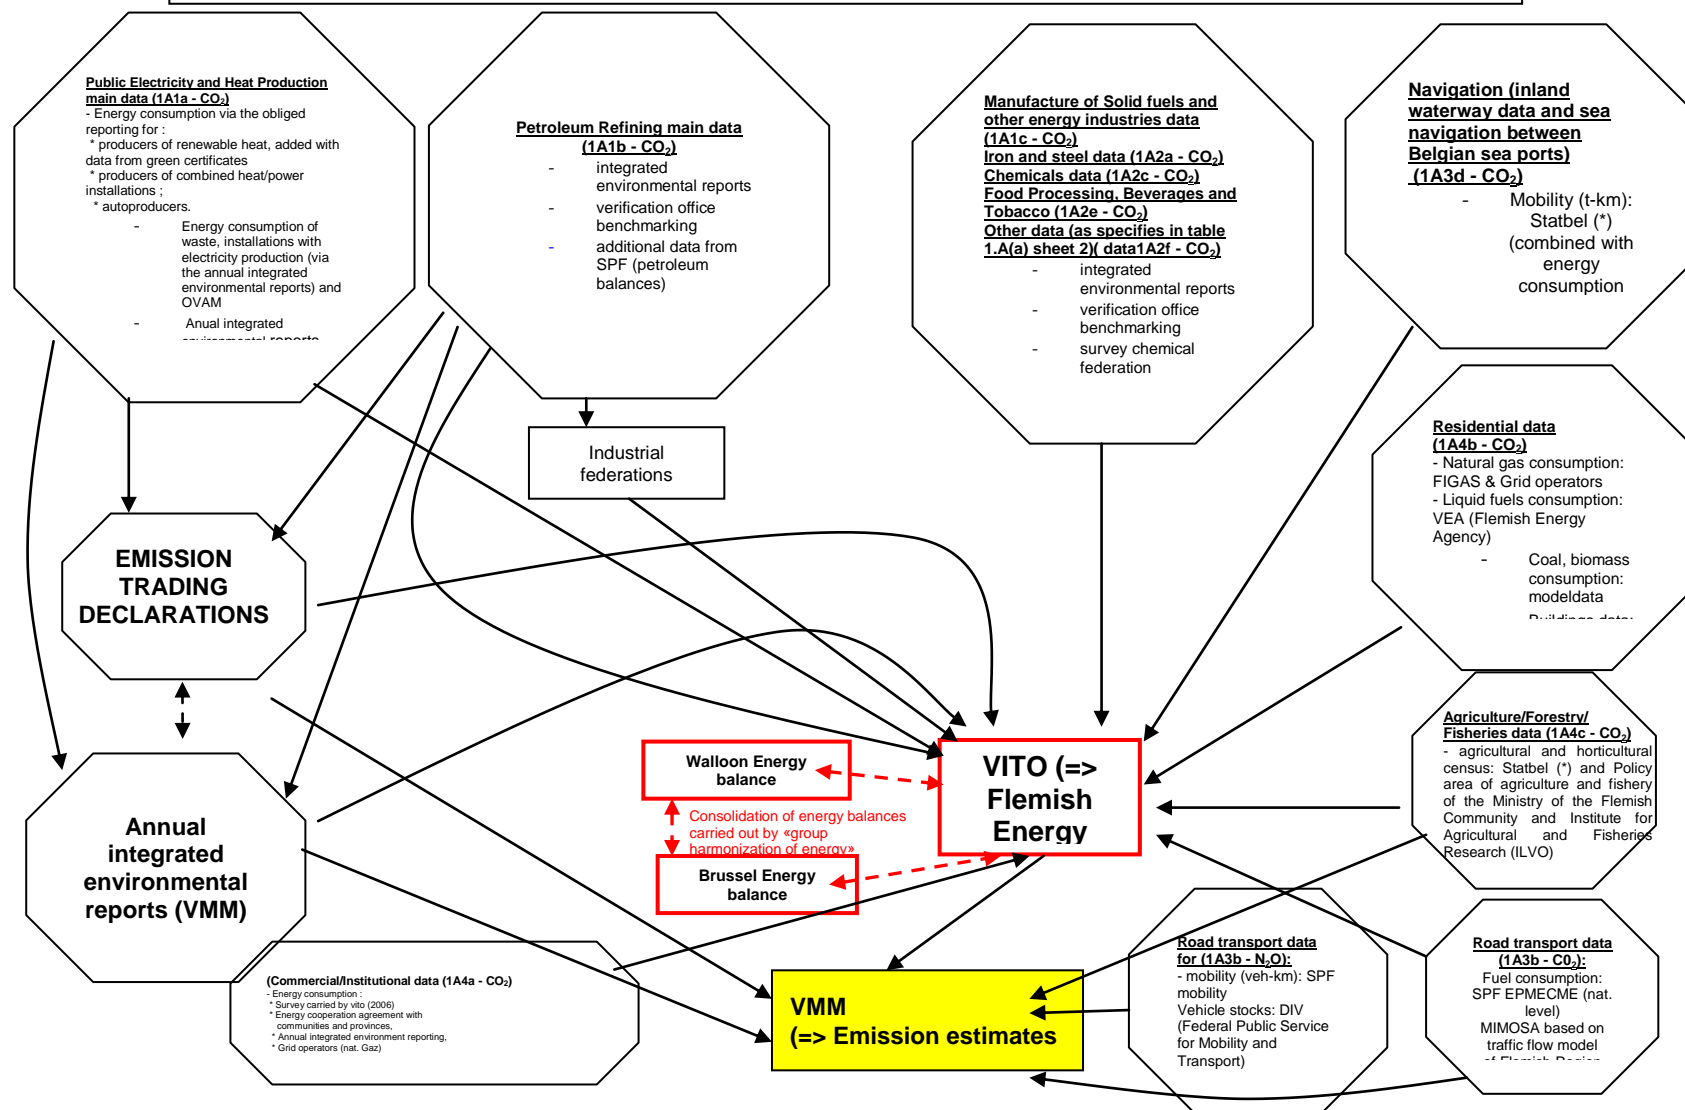 Public Electricity and Heat Production
main data (1A1a - CO2)
- Energy consumption via the obliged
reporting for :
* producers of renewable heat, added with
data from green certificates
* producers of combined heat/power
installations ;
* autoproducers.
- Energy consumption of
waste, installations with
electricity production (via
the annual integrated
environmental reports) and
OVAM
- Anual integrated
environmental reports
Petroleum Refining main data
(1A1b - CO2)
- integrated
environmental reports
- verification office
benchmarking
- additional data from
SPF (petroleum
balances)
Manufacture of Solid fuels and
other energy industries data
(1A1c - CO2)
Iron and steel data (1A2a - CO2)
Chemicals data (1A2c - CO2)
Food Processing, Beverages and
Tobacco (1A2e - CO2)
Other data (as specifies in table
1.A(a) sheet 2)( data1A2f - CO2)
- integrated
environmental reports
- verification office
benchmarking
- survey chemical
federation
Navigation (inland
waterway data and sea
navigation between
Belgian sea ports)
(1A3d - CO2)
- Mobility (t-km):
Statbel (*)
(combined with
energy
consumption
Industrial
federations
Residential data
(1A4b - CO2)
- Natural gas consumption:
FIGAS & Grid operators
- Liquid fuels consumption:
VEA (Flemish Energy
Agency)
- Coal, biomass
consumption:
modeldata
Buildings data:
EMISSION
TRADING
DECLARATIONS
Agriculture/Forestry/
Fisheries data (1A4c - CO2)
- agricultural and horticultural
census: Statbel (*) and Policy
area of agriculture and fishery
of the Ministry of the Flemish
Community and Institute for
Agricultural and Fisheries
Research (ILVO)
Walloon Energy
balance
VITO (=>
Flemish
Energy
Consolidation of energy balances
carried out by «group
harmonization of energy»
Brussel Energy
balance
Annual
integrated
environmental
reports (VMM)
(Commercial/Institutional data (1A4a - CO2)
- Energy consumption :
* Survey carried by vito (2006)
* Energy cooperation agreement with
communities and provinces,
* Annual integrated environment reporting,
* Grid operators (nat. Gaz)
VMM
(=> Emission estimates
Road transport data
for (1A3b - N2O):
- mobility (veh-km): SPF
mobility
Vehicle stocks: DIV
(Federal Public Service
for Mobility and
Transport)
Road transport data
(1A3b - C02):
Fuel consumption:
SPF EPMECME (nat.
level)
MIMOSA based on
traffic flow model
of Flemish Region